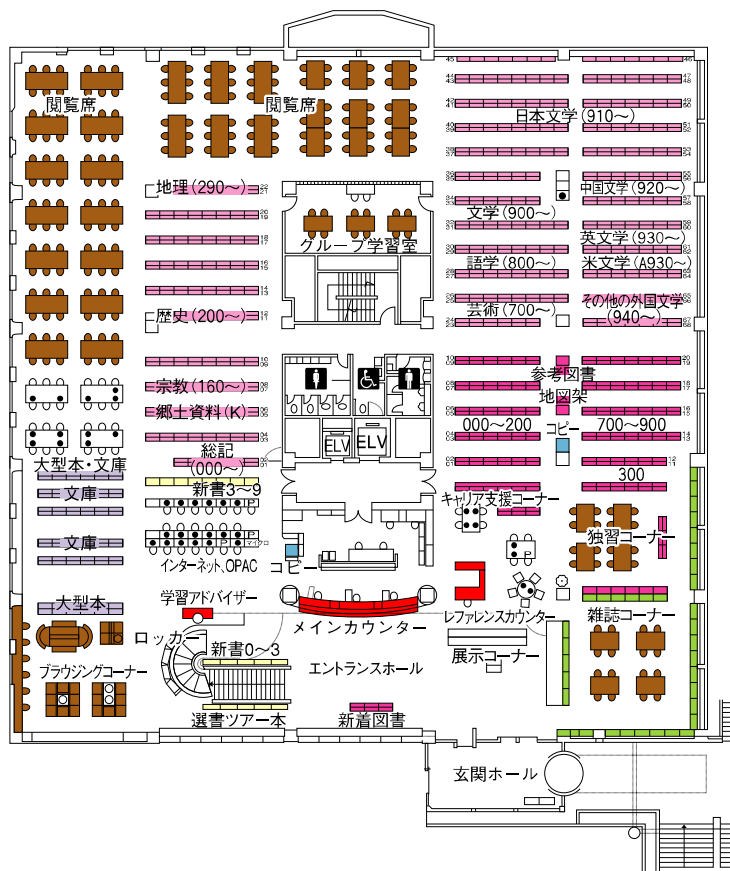 閲覧席
閲覧席
日本文学(910～)
地理(290～)
中国文学(920～)
文学(900～)
グループ学習室
英文学(930～)
語学(800～)
米文学(A930～)
その他の外国文学
(940～)
芸術(700～)
歴史(200～)
参考図書
地図架
宗教(160～)
郷土資料(K)
000～200
コピー
700～900
総記
(000～)
ELV
ELV
大型本・文庫
新書3～9
文庫
300
キャリア支援コーナー
P
独習コーナー
文庫
P
マイクロ
P
インターネット、OPAC
コピー
大型本
学習アドバイザー
メインカウンター
レファレンスカウンター
雑誌コーナー
ロッカー
新書0～3
エントランスホール
展示コーナー
ブラウジングコーナー
選書ツアー本
新着図書
玄関ホール